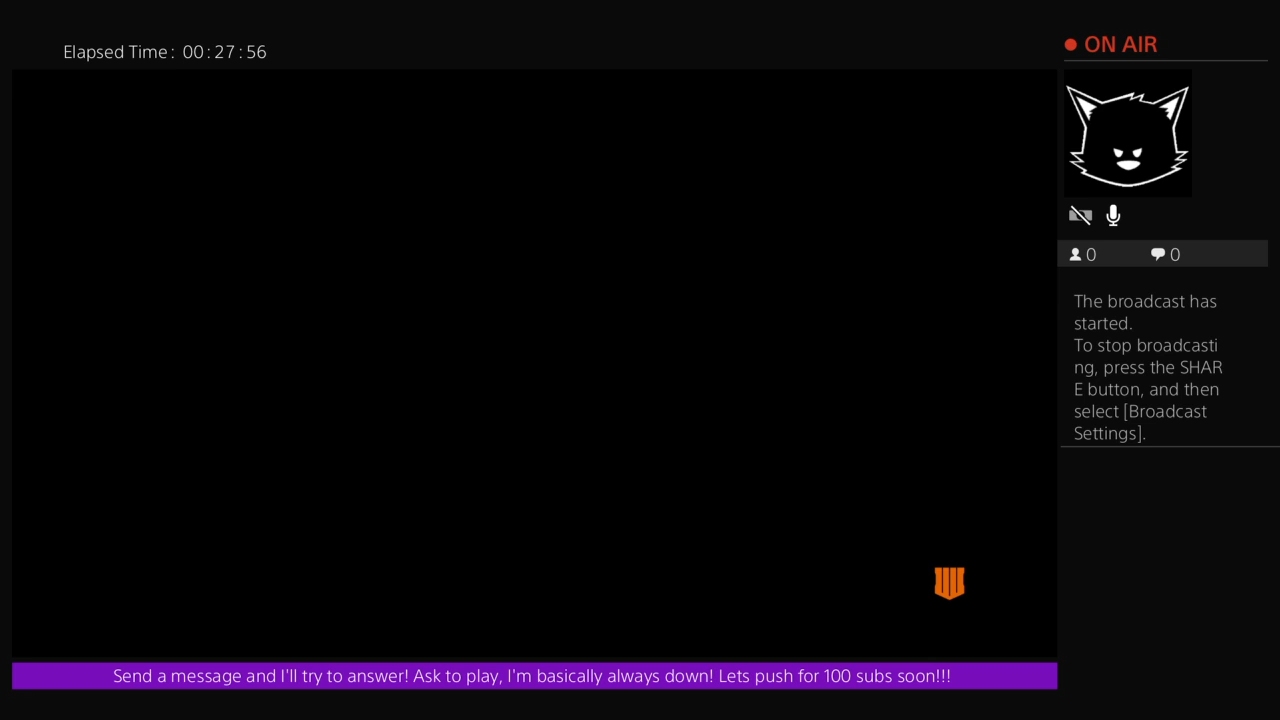 Elapsed Time: 00:27:56
ON AIR
0 0
The broadcast has
started.
To stop broadcasti
ng, press the SHAR
E button, and then
select [Broadcast
Settings].
Send a message and I'll try to answer! Ask to play, I'm basically always down! Lets push for 100 subs soon!!!